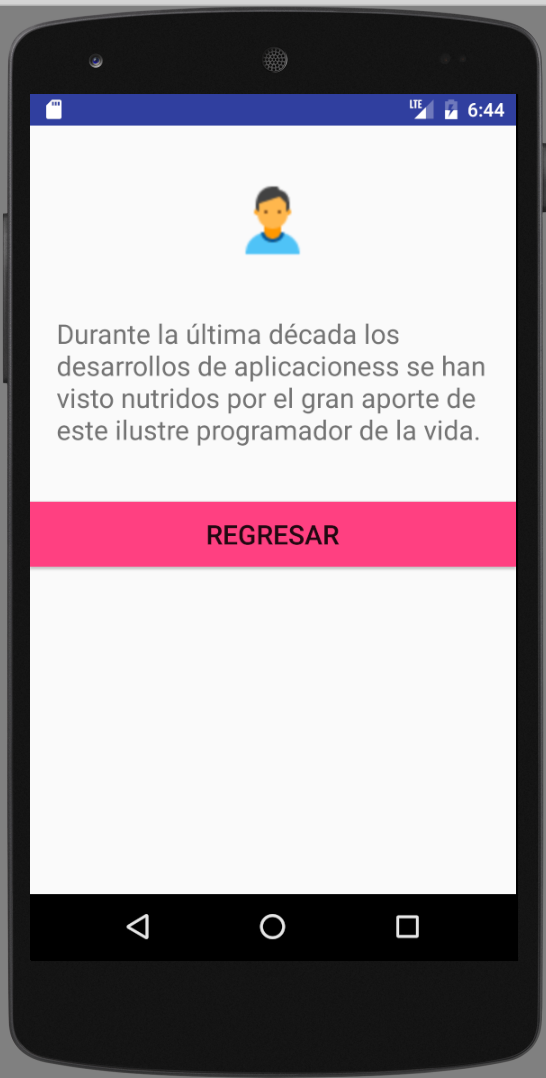 LTE 6:44
Durante la última década los
desarrollos de aplicacioness se han
visto nutridos por el gran aporte de
este ilustre programador de la vida.
REGRESAR